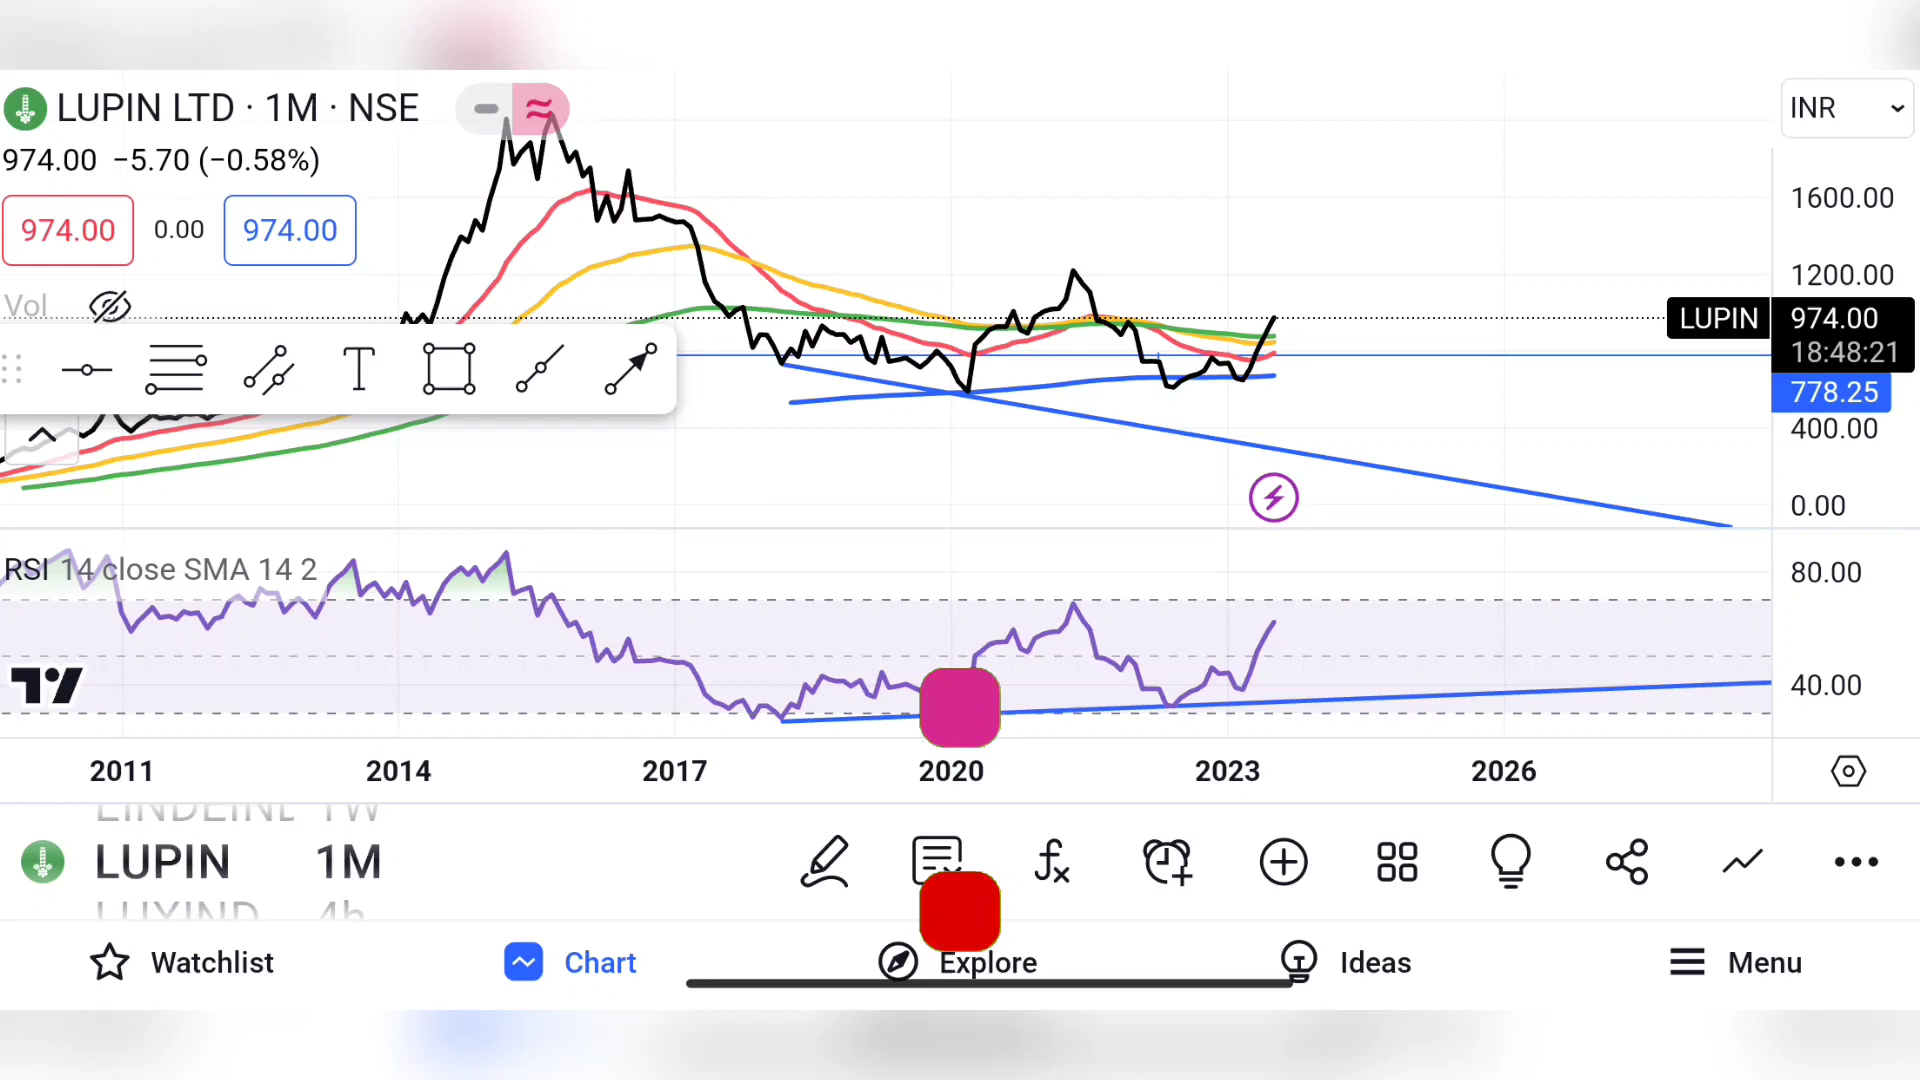 LUPIN LTD · 1M · NSE
974.00 −5.70 (−0.58%)
974.00 0.00 974.00
Vol
INR
1600.00
1200.00
LUPIN 974.00
18:48:21
778.25
400.00
0.00
RSI 14 close SMA 14 2
80.00
40.00
2011 2014 2017 2020 2023 2026
LUPIN 1M
Watchlist Chart Explore Ideas Menu